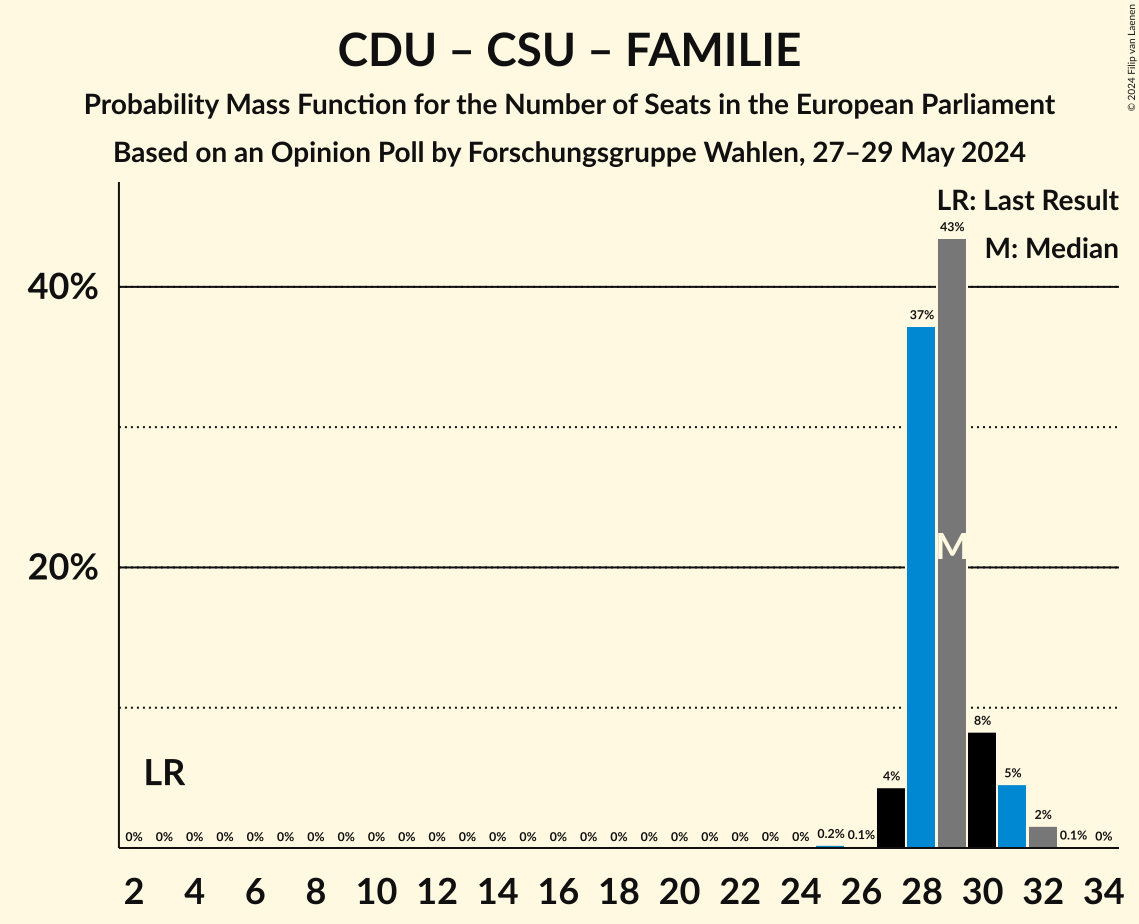 CDU – CSU – FAMILIE
Probability Mass Function for the Number of Seats in the European Parliament
Based on an Opinion Poll by Forschungsgruppe Wahlen, 27–29 May 2024
© 2024 Filip van Laenen
LR: Last Result
M: Median
43%
40%
37%
M
20%
8%
LR
4%
5%
2%
0% 0% 0% 0% 0% 0% 0% 0% 0% 0% 0% 0% 0% 0% 0% 0% 0% 0% 0% 0% 0% 0% 0% 0.2% 0.1% 0.1% 0%
2 4 6 8 10 12 14 16 18 20 22 24 26 28 30 32 34